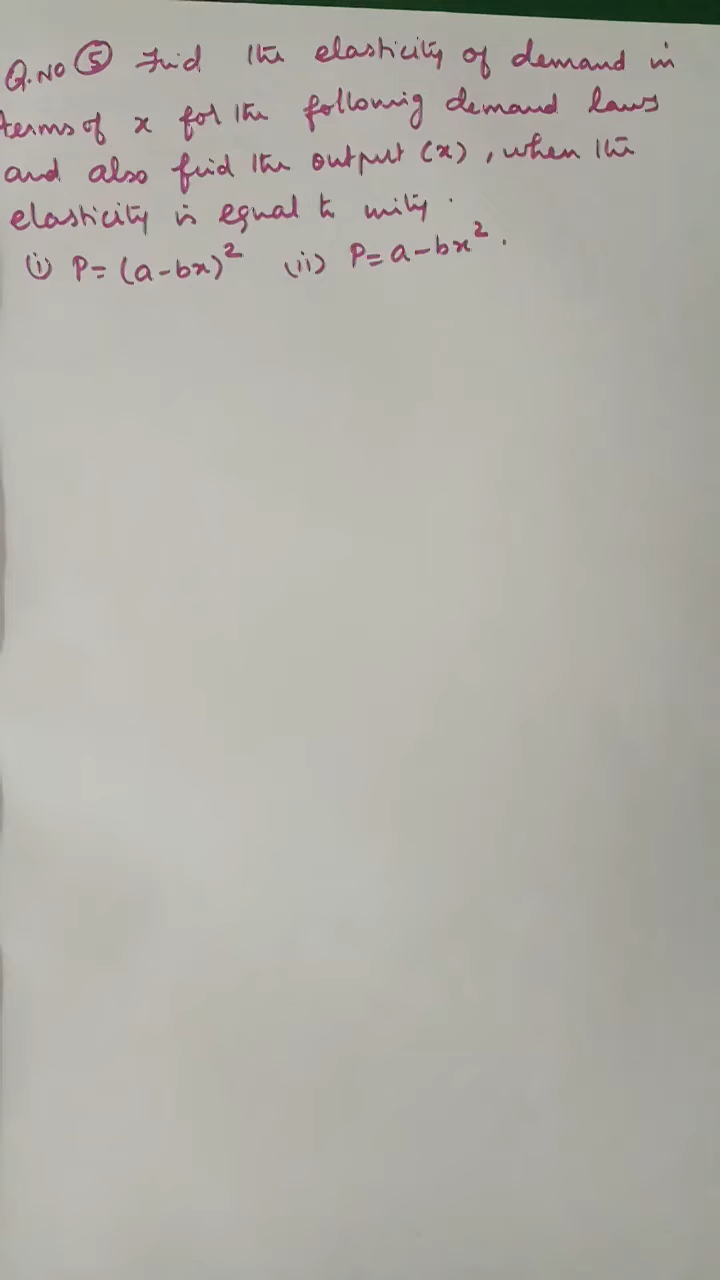 Q.NO ⑤ Find the elasticity of demand in
terms of x for the following demand laws
and also find the output (x), when the
elasticity is equal to unity.
(i) P=(a-bx)² (ii) P=a-bx².